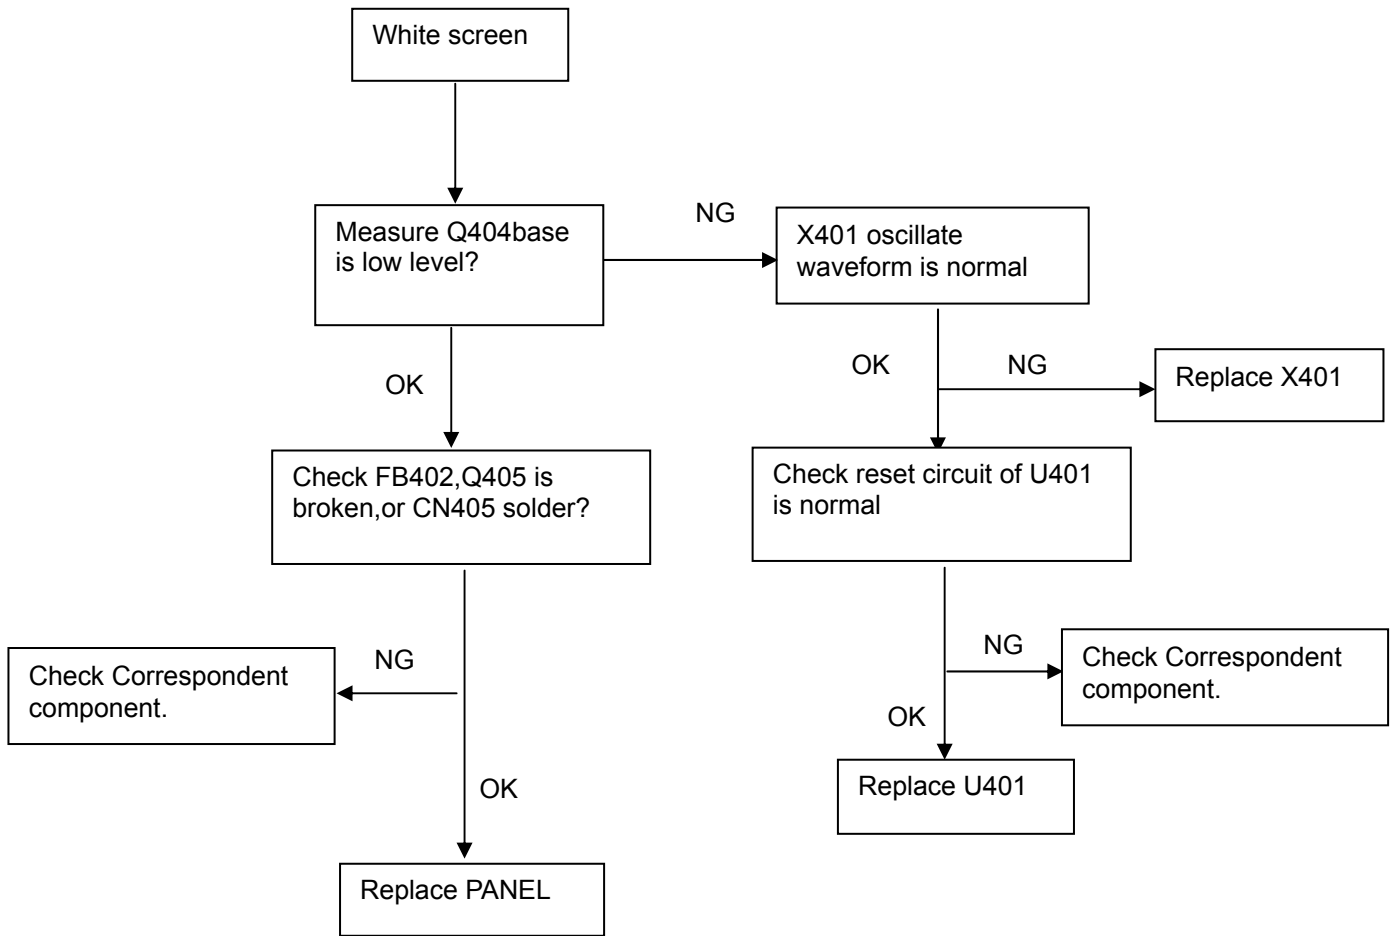 White screen
Measure Q404base
is low level?
NG
X401 oscillate
waveform is normal
OK
OK
NG
Replace X401
Check FB402,Q405 is
broken,or CN405 solder?
Check reset circuit of U401
is normal
NG
Check Correspondent
component.
NG
Check Correspondent
component.
OK
OK
Replace U401
Replace PANEL